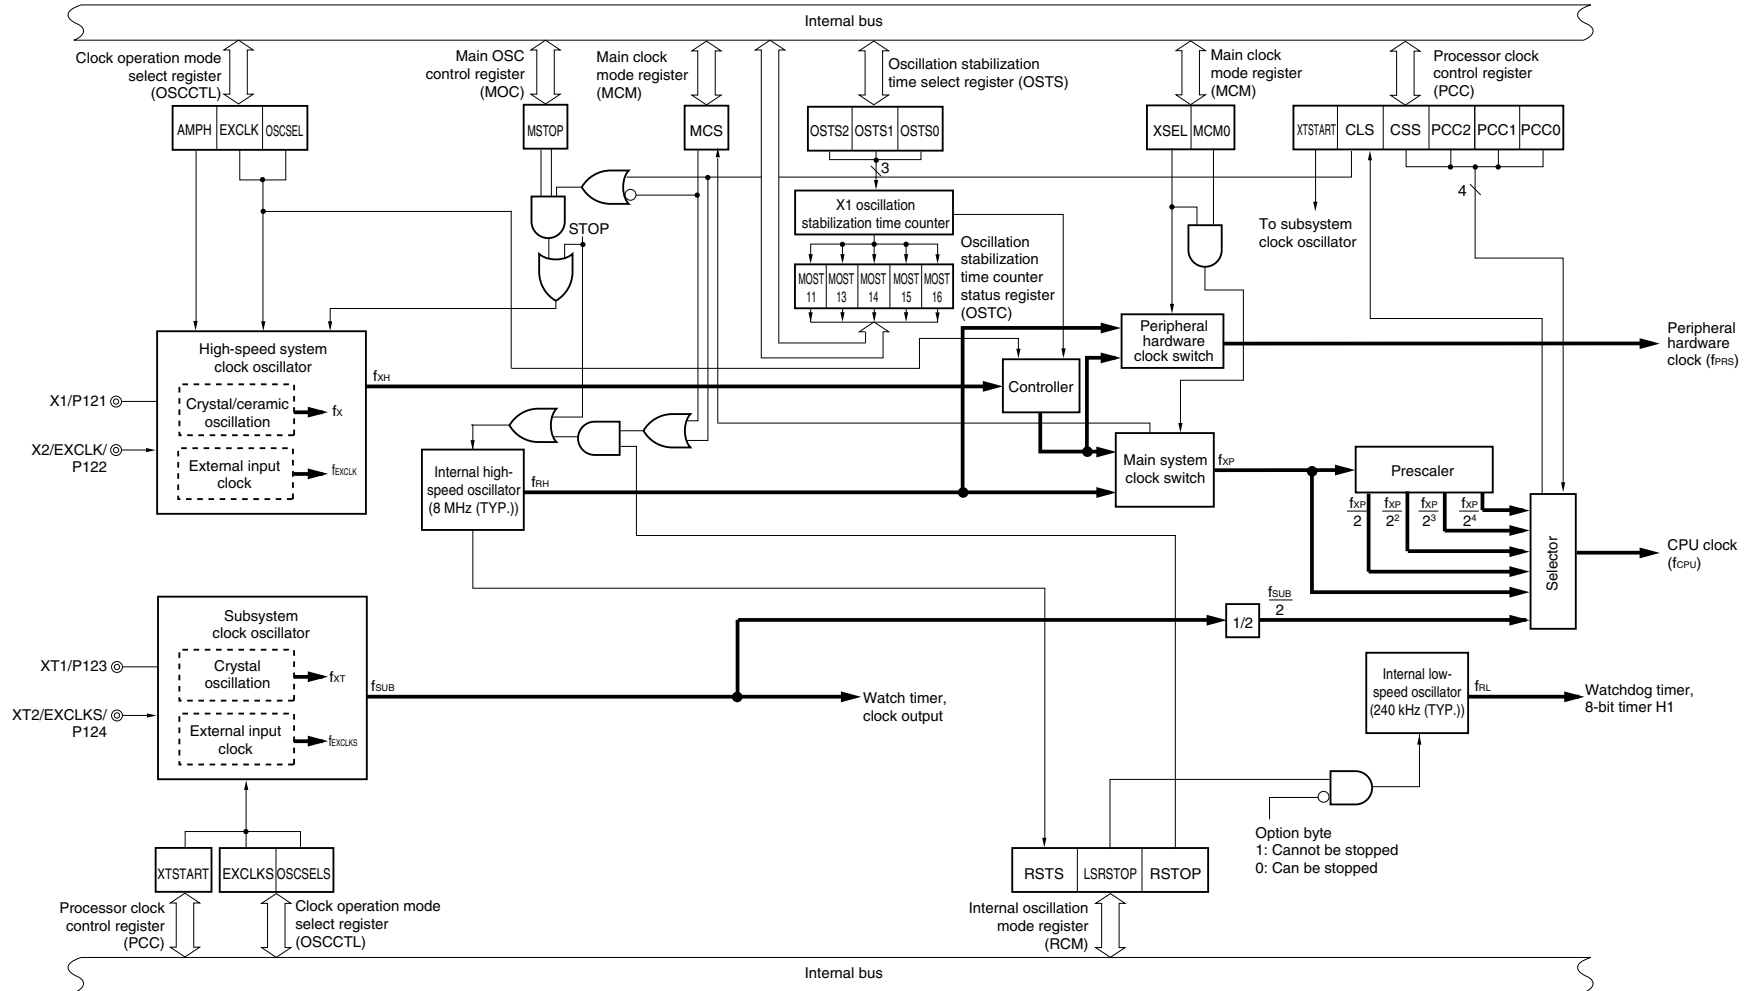 Internal bus
Clock operation mode
select register
(OSCCTL)
Main OSC
control register
(MOC)
Main clock
mode register
(MCM)
Oscillation stabilization
time select register (OSTS)
Main clock
mode register
(MCM)
Processor clock
control register
(PCC)
AMPH EXCLK OSCSEL
MSTOP
MCS
OSTS2 OSTS1 OSTS0
XSEL MCM0
XTSTART CLS CSS PCC2 PCC1 PCC0
3
4
X1 oscillation
stabilization time counter
To subsystem
clock oscillator
STOP
Oscillation
stabilization
time counter
status register
(OSTC)
MOST MOST MOST MOST MOST
11 13 14 15 16
High-speed system
clock oscillator
Crystal/ceramic
oscillation
fX
External input
clock
fEXCLK
X1/P121
X2/EXCLK/
P122
fXH
Controller
Peripheral
hardware
clock switch
Peripheral
hardware
clock (fPRS)
Internal high-
speed oscillator
(8 MHz (TYP.))
fRH
Main system
clock switch
fXP
Prescaler
fXP fXP fXP fXP
2 2² 2³ 2⁴
Selector
CPU clock
(fCPU)
fSUB
2
1/2
Subsystem
clock oscillator
Crystal
oscillation
fXT
External input
clock
fEXCLKS
XT1/P123
XT2/EXCLKS/
P124
fSUB
Watch timer,
clock output
Internal low-
speed oscillator
(240 kHz (TYP.))
fRL
Watchdog timer,
8-bit timer H1
Option byte
1: Cannot be stopped
0: Can be stopped
XTSTART
EXCLKS OSCSELS
RSTS LSRSTOP RSTOP
Processor clock
control register
(PCC)
Clock operation mode
select register
(OSCCTL)
Internal oscillation
mode register
(RCM)
Internal bus